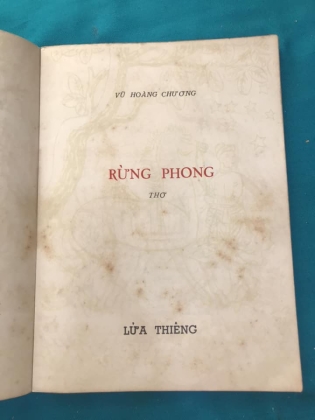 VŨ HOÀNG CHƯƠNG
RỪNG PHONG
THƠ
LỬA THIÊNG